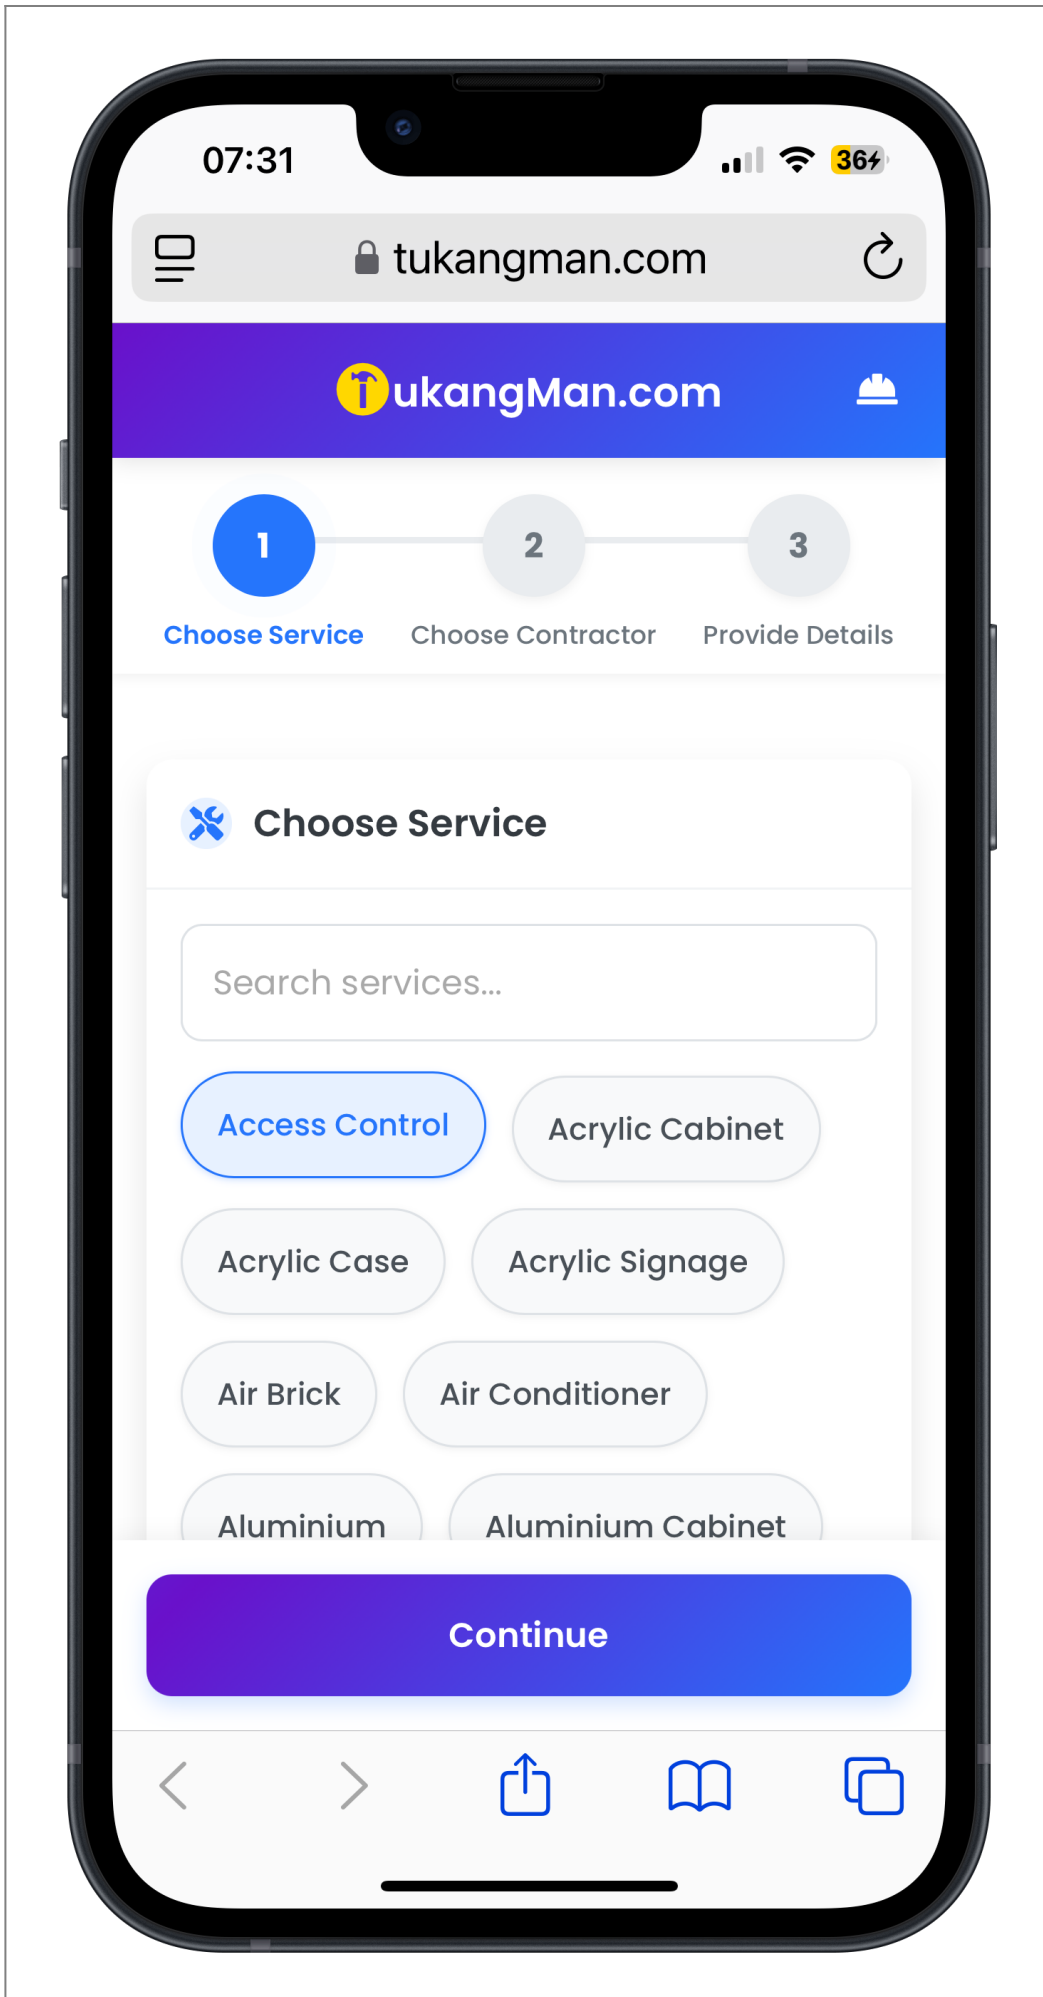 07:31 36
tukangman.com
TukangMan.com
1 2 3
Choose Service Choose Contractor Provide Details
Choose Service
Search services...
Access Control Acrylic Cabinet
Acrylic Case Acrylic Signage
Air Brick Air Conditioner
Aluminium Aluminium Cabinet
Continue